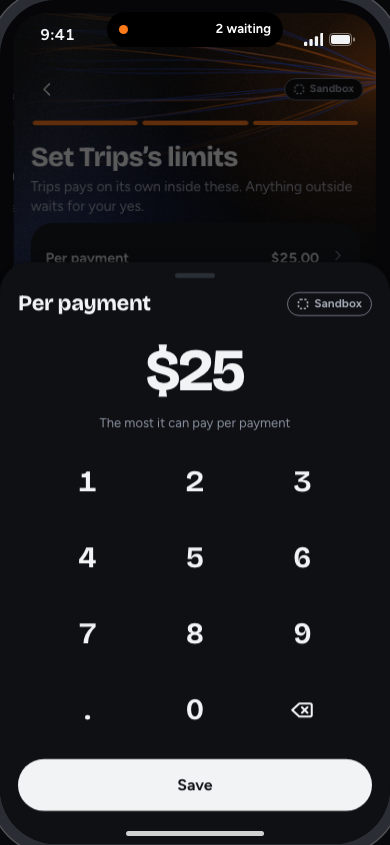 9:41
2 waiting
Sandbox
Set Trips's limits
Trips pays on its own inside these. Anything outside
waits for your yes.
Per payment $25.00
Per payment
Sandbox
$25
The most it can pay per payment
1 2 3
4 5 6
7 8 9
. 0
Save